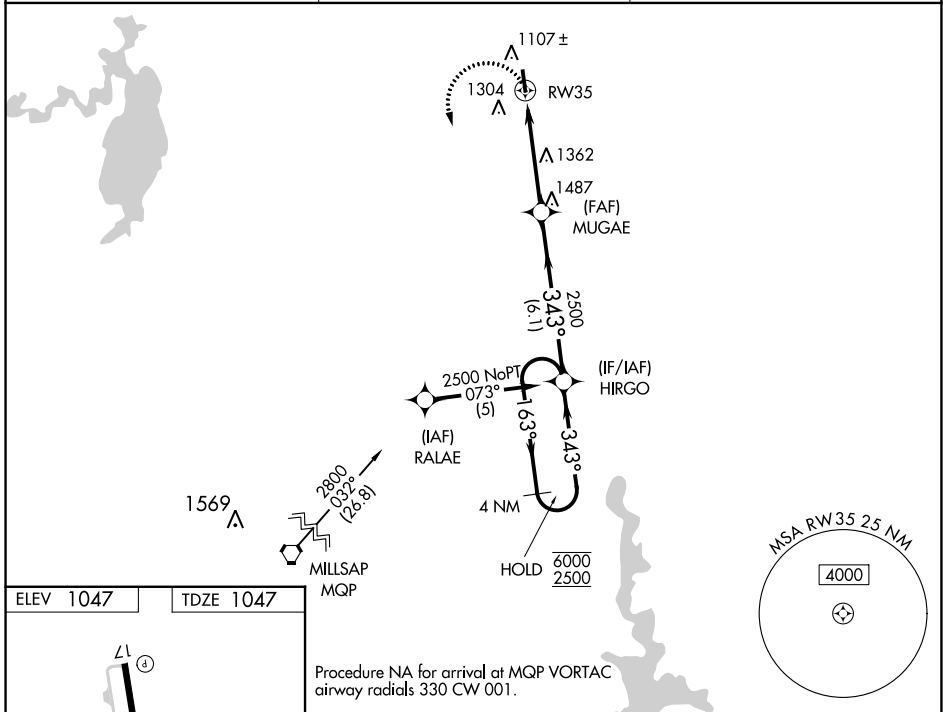 1107 ±
1304
RW35
1362
1487
(FAF)
MUGAE
2500
343°
(6.1)
(IF/IAF)
HIRGO
2500 NoPT
073°
(5)
(IAF)
RALAE
163°
343°
4 NM
HOLD
6000
2500
2800
032°
(26.8)
1569
MILLSAP
MQP
MSA RW35 25 NM
4000
ELEV 1047
TDZE 1047
17
P
Procedure NA for arrival at MQP VORTAC
airway radials 330 CW 001.